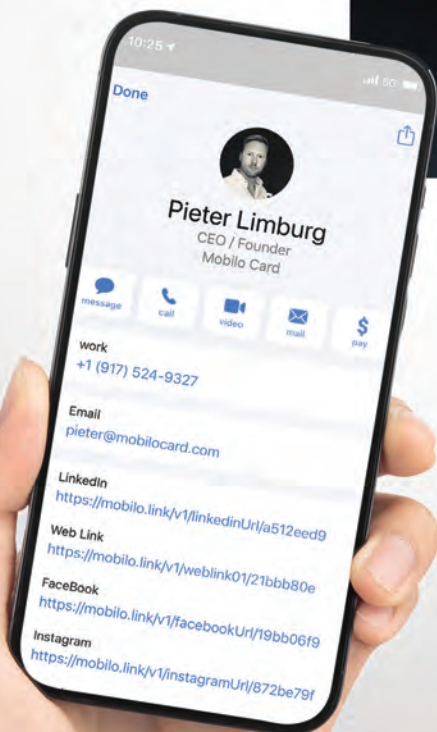 10:25
5G
Done
Pieter Limburg
CEO / Founder
Mobilo Card
message
call
video
mail
$
pay
work
+1 (917) 524-9327
Email
pieter@mobilocard.com
LinkedIn
https://mobilo.link/v1/linkedinUrl/a512eed9
Web Link
https://mobilo.link/v1/weblink01/21bbb80e
FaceBook
https://mobilo.link/v1/facebookUrl/19bb06f9
Instagram
https://mobilo.link/v1/instagramUrl/872be79f